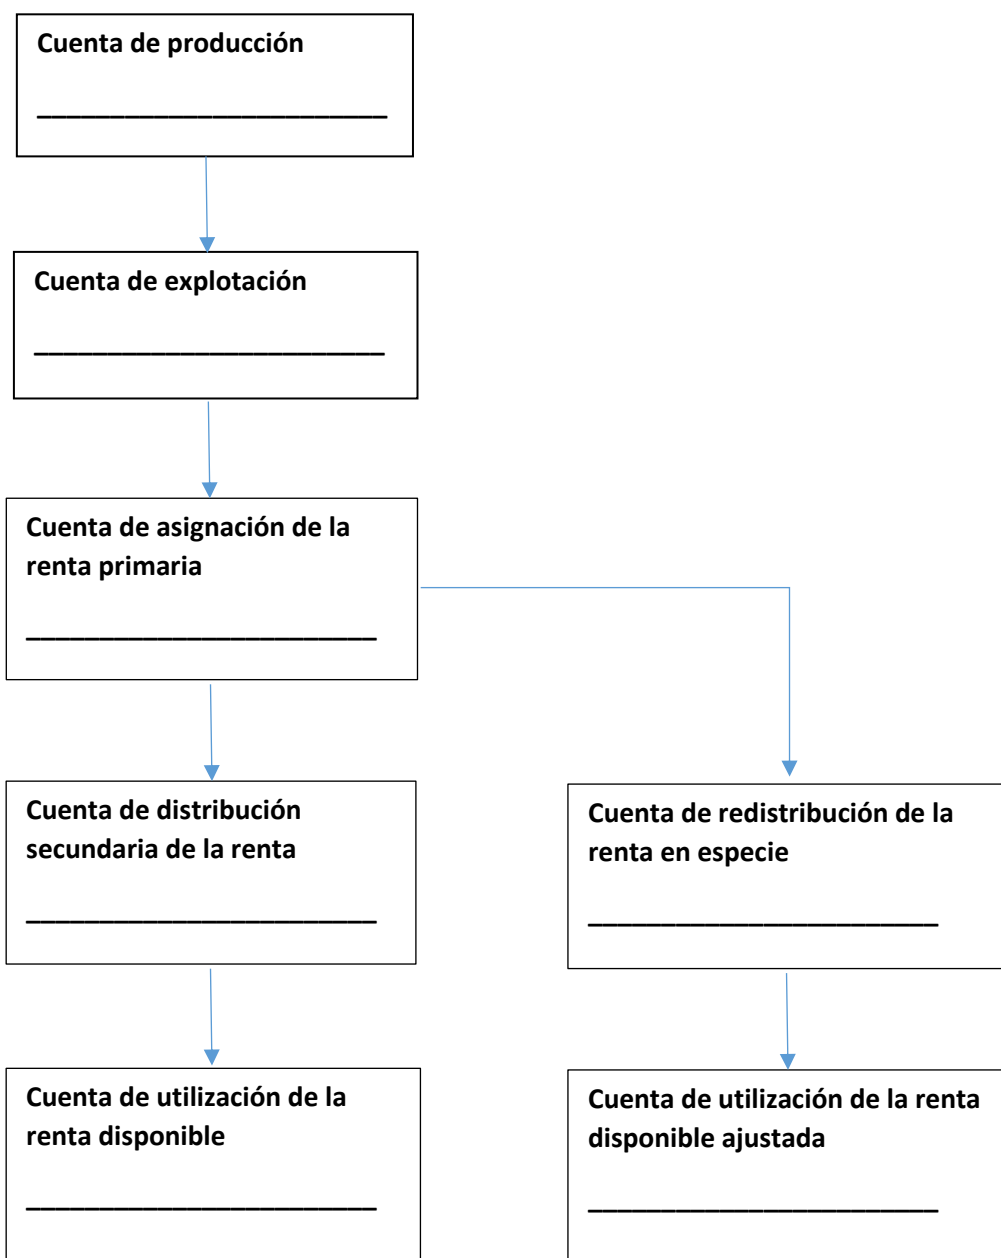 Cuenta de producción
Cuenta de explotación
Cuenta de asignación de la
renta primaria
Cuenta de distribución
secundaria de la renta
Cuenta de redistribución de la
renta en especie
Cuenta de utilización de la
renta disponible
Cuenta de utilización de la renta
disponible ajustada